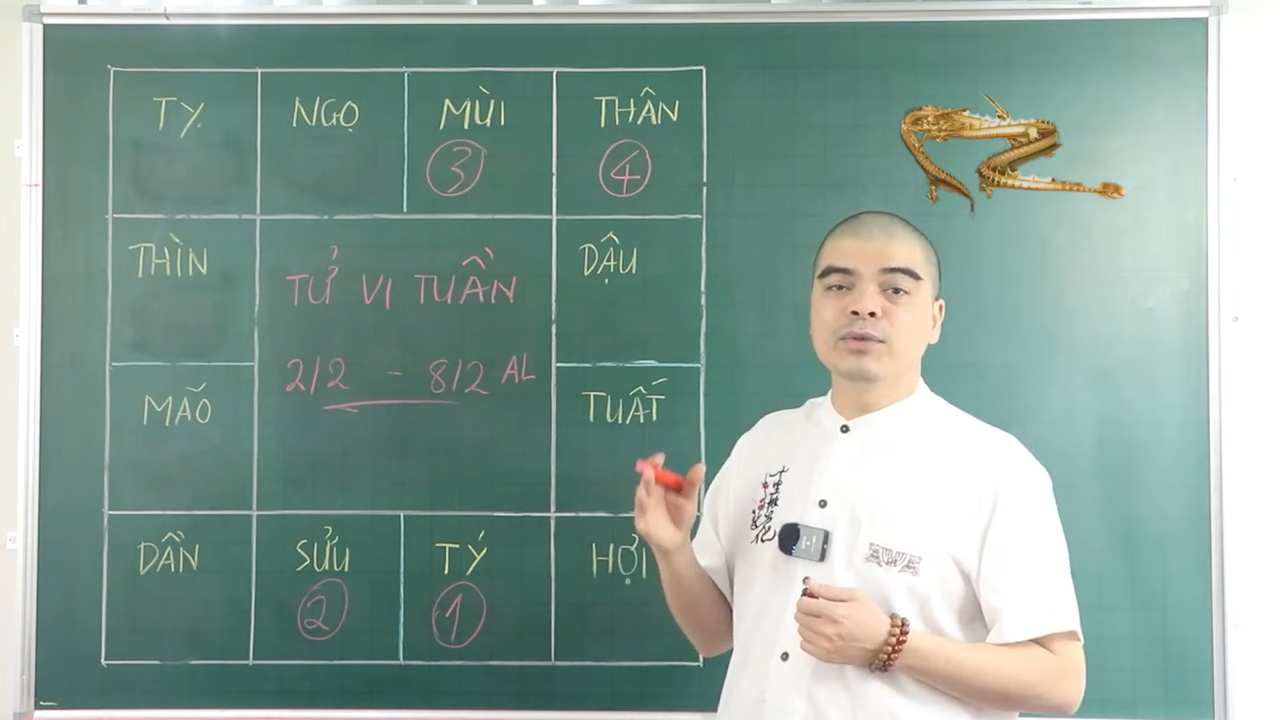 TỴ
NGỌ
MÙI
THÂN
③
④
THÌN
DẬU
TỬ VI TUẦN
2/2 - 8/2 AL
MÃO
TUẤT
DẦN
SỬU
TÝ
HỢI
②
①